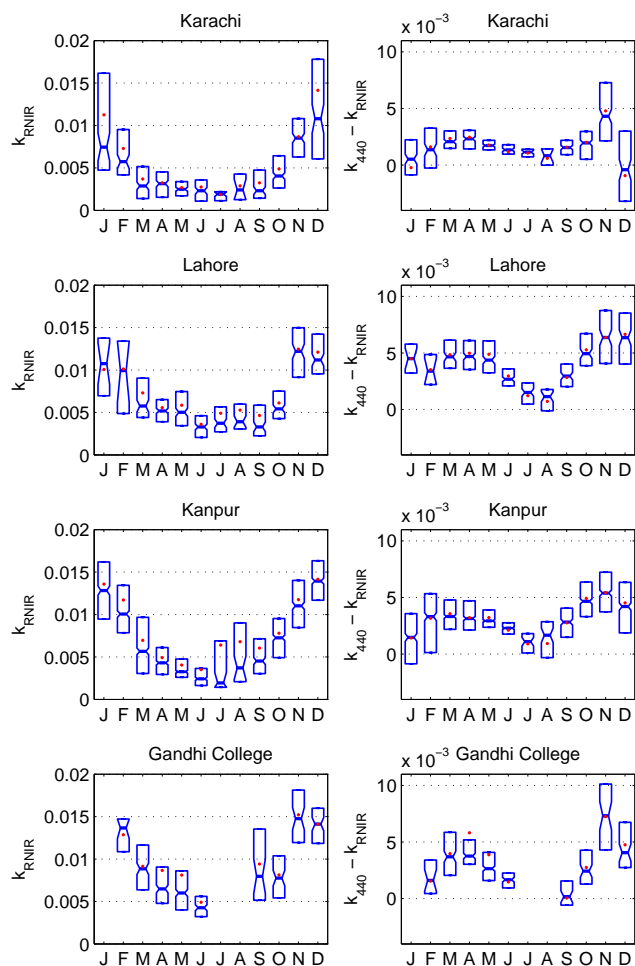 Karachi
0.02
0.015
0.01
0.005
0
k_RNIR
J F M A M J J A S O N D
x 10^-3
Karachi
10
5
0
k_440 − k_RNIR
J F M A M J J A S O N D
Lahore
0.02
0.015
0.01
0.005
0
k_RNIR
J F M A M J J A S O N D
x 10^-3
Lahore
10
5
0
k_440 − k_RNIR
J F M A M J J A S O N D
Kanpur
0.02
0.015
0.01
0.005
0
k_RNIR
J F M A M J J A S O N D
x 10^-3
Kanpur
10
5
0
k_440 − k_RNIR
J F M A M J J A S O N D
Gandhi College
0.02
0.015
0.01
0.005
0
k_RNIR
J F M A M J J A S O N D
x 10^-3
Gandhi College
10
5
0
k_440 − k_RNIR
J F M A M J J A S O N D